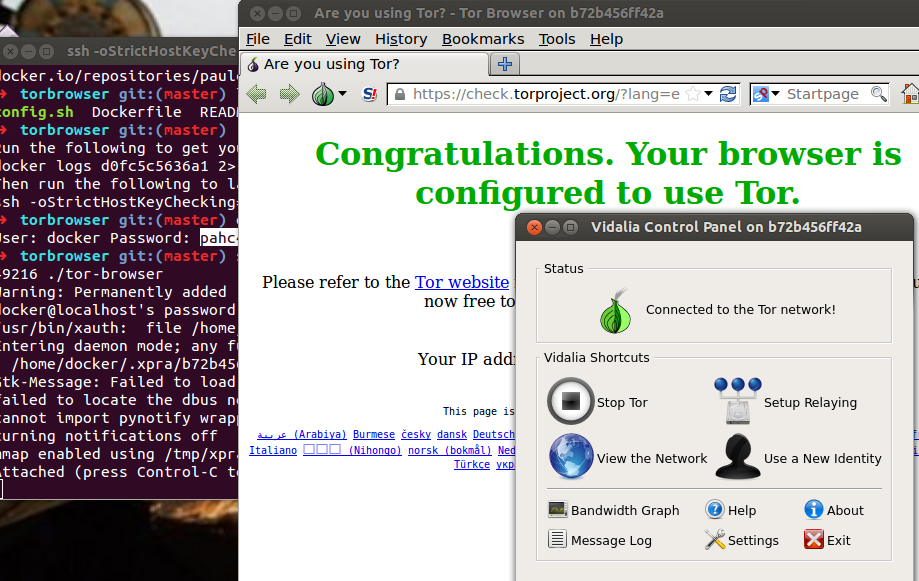 ssh -oStrictHostKeyChe
docker.io/repositories/paul
torbrowser git:(master)
config.sh Dockerfile READ
torbrowser git:(master)
Run the following to get you
docker logs d0fc5c5636a1 2>
Then run the following to l
ssh -oStrictHostKeyChecking
torbrowser git:(master)
User: docker Password: pahc
torbrowser git:(master)
49216 ./tor-browser
Warning: Permanently added
docker@localhost's password
/usr/bin/xauth: file /home/
Entering daemon mode; any f
/home/docker/.xpra/b72b45
Gtk-Message: Failed to load
failed to locate the dbus n
cannot import pynotify wrap
turning notifications off
mmap enabled using /tmp/xpra
Attached (press Control-C t
Are you using Tor? - Tor Browser on b72b456ff42a
File Edit View History Bookmarks Tools Help
Are you using Tor?
https://check.torproject.org/?lang=e Startpage
Congratulations. Your browser is
configured to use Tor.
Please refer to the Tor website
now free to
Your IP add
This page is
عربية (Arabiya) Burmese česky dansk Deutsch
Italiano (Nihongo) norsk (bokmål) Ned
Türkçe укр
Vidalia Control Panel on b72b456ff42a
Status
Connected to the Tor network!
Vidalia Shortcuts
Stop Tor Setup Relaying
View the Network Use a New Identity
Bandwidth Graph Help About
Message Log Settings Exit